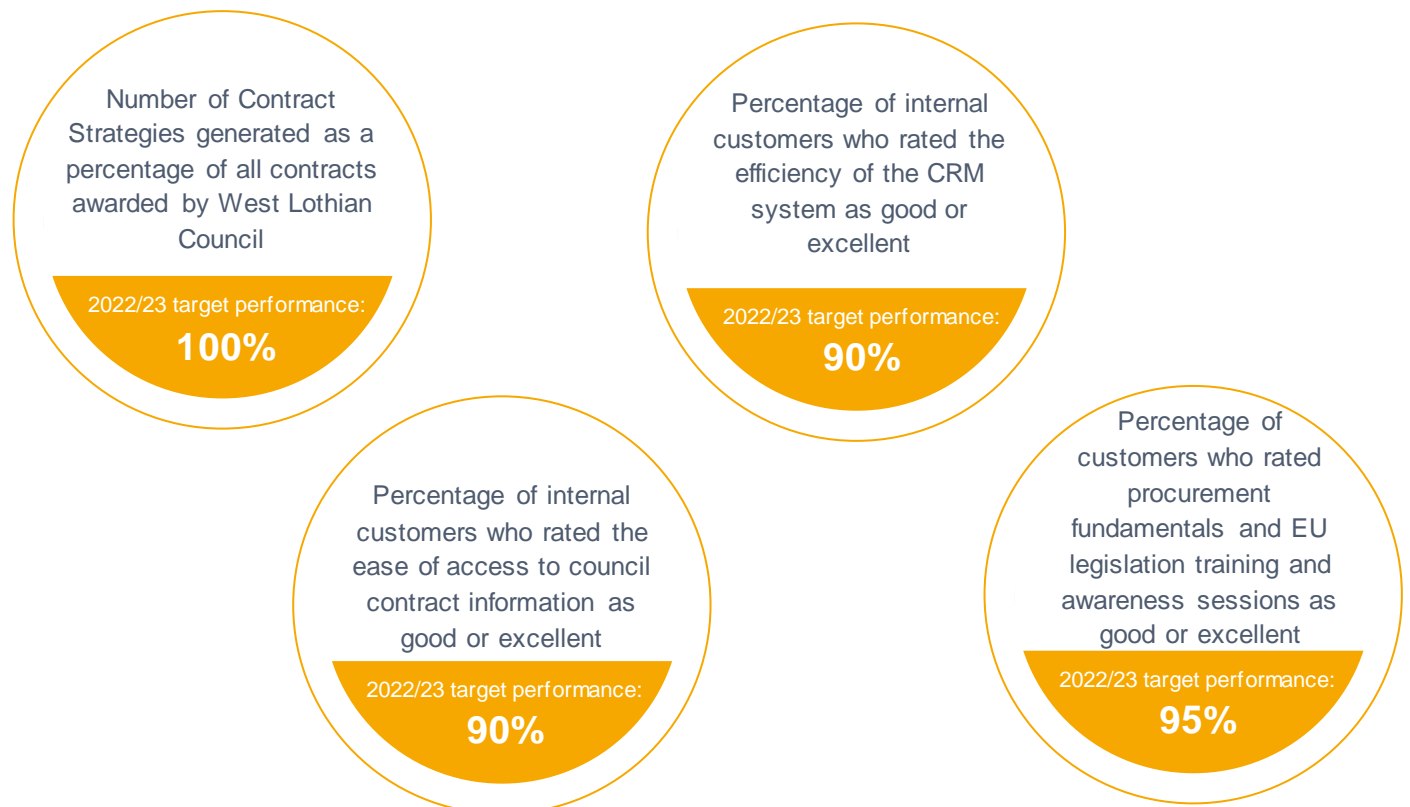 Number of Contract
Strategies generated as a
percentage of all contracts
awarded by West Lothian
Council
2022/23 target performance:
100%
Percentage of internal
customers who rated the
efficiency of the CRM
system as good or
excellent
2022/23 target performance:
90%
Percentage of internal
customers who rated the
ease of access to council
contract information as
good or excellent
2022/23 target performance:
90%
Percentage of
customers who rated
procurement
fundamentals and EU
legislation training and
awareness sessions as
good or excellent
2022/23 target performance:
95%